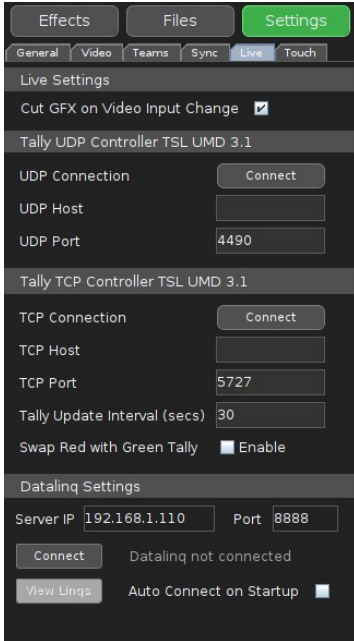 Effects Files Settings
General Video Teams Sync Live Touch
Live Settings
Cut GFX on Video Input Change
Tally UDP Controller TSL UMD 3.1
UDP Connection Connect
UDP Host
UDP Port 4490
Tally TCP Controller TSL UMD 3.1
TCP Connection Connect
TCP Host
TCP Port 5727
Tally Update Interval (secs) 30
Swap Red with Green Tally Enable
Datalinq Settings
Server IP 192.168.1.110 Port 8888
Connect Datalinq not connected
View Linqs Auto Connect on Startup